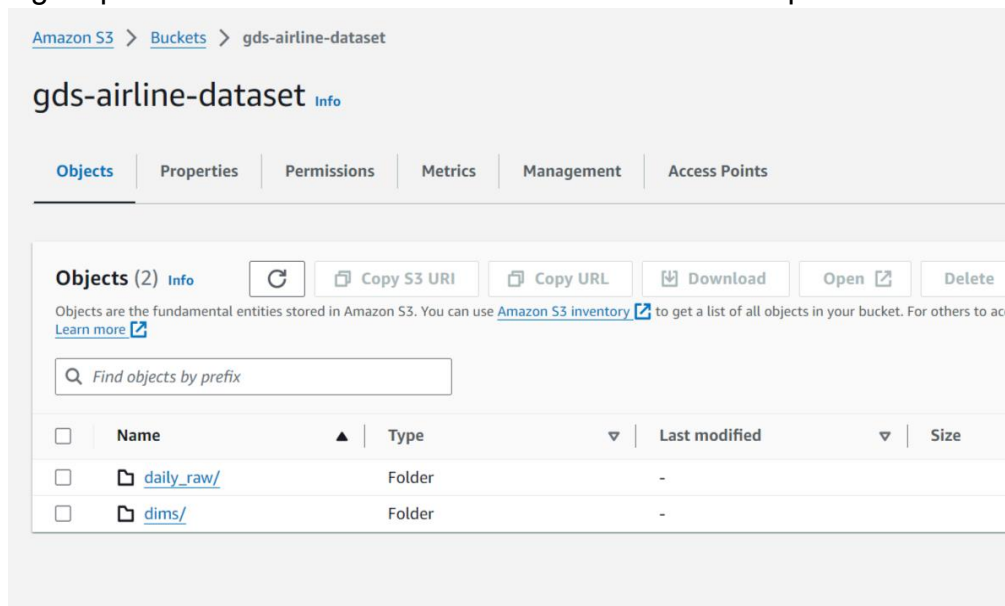 Amazon S3 > Buckets > gds-airline-dataset
gds-airline-dataset Info
Objects Properties Permissions Metrics Management Access Points
Objects (2) Info Copy S3 URI Copy URL Download Open Delete
Objects are the fundamental entities stored in Amazon S3. You can use Amazon S3 inventory to get a list of all objects in your bucket. For others to
Learn more
Find objects by prefix
Name Type Last modified Size
daily_raw/ Folder -
dims/ Folder -